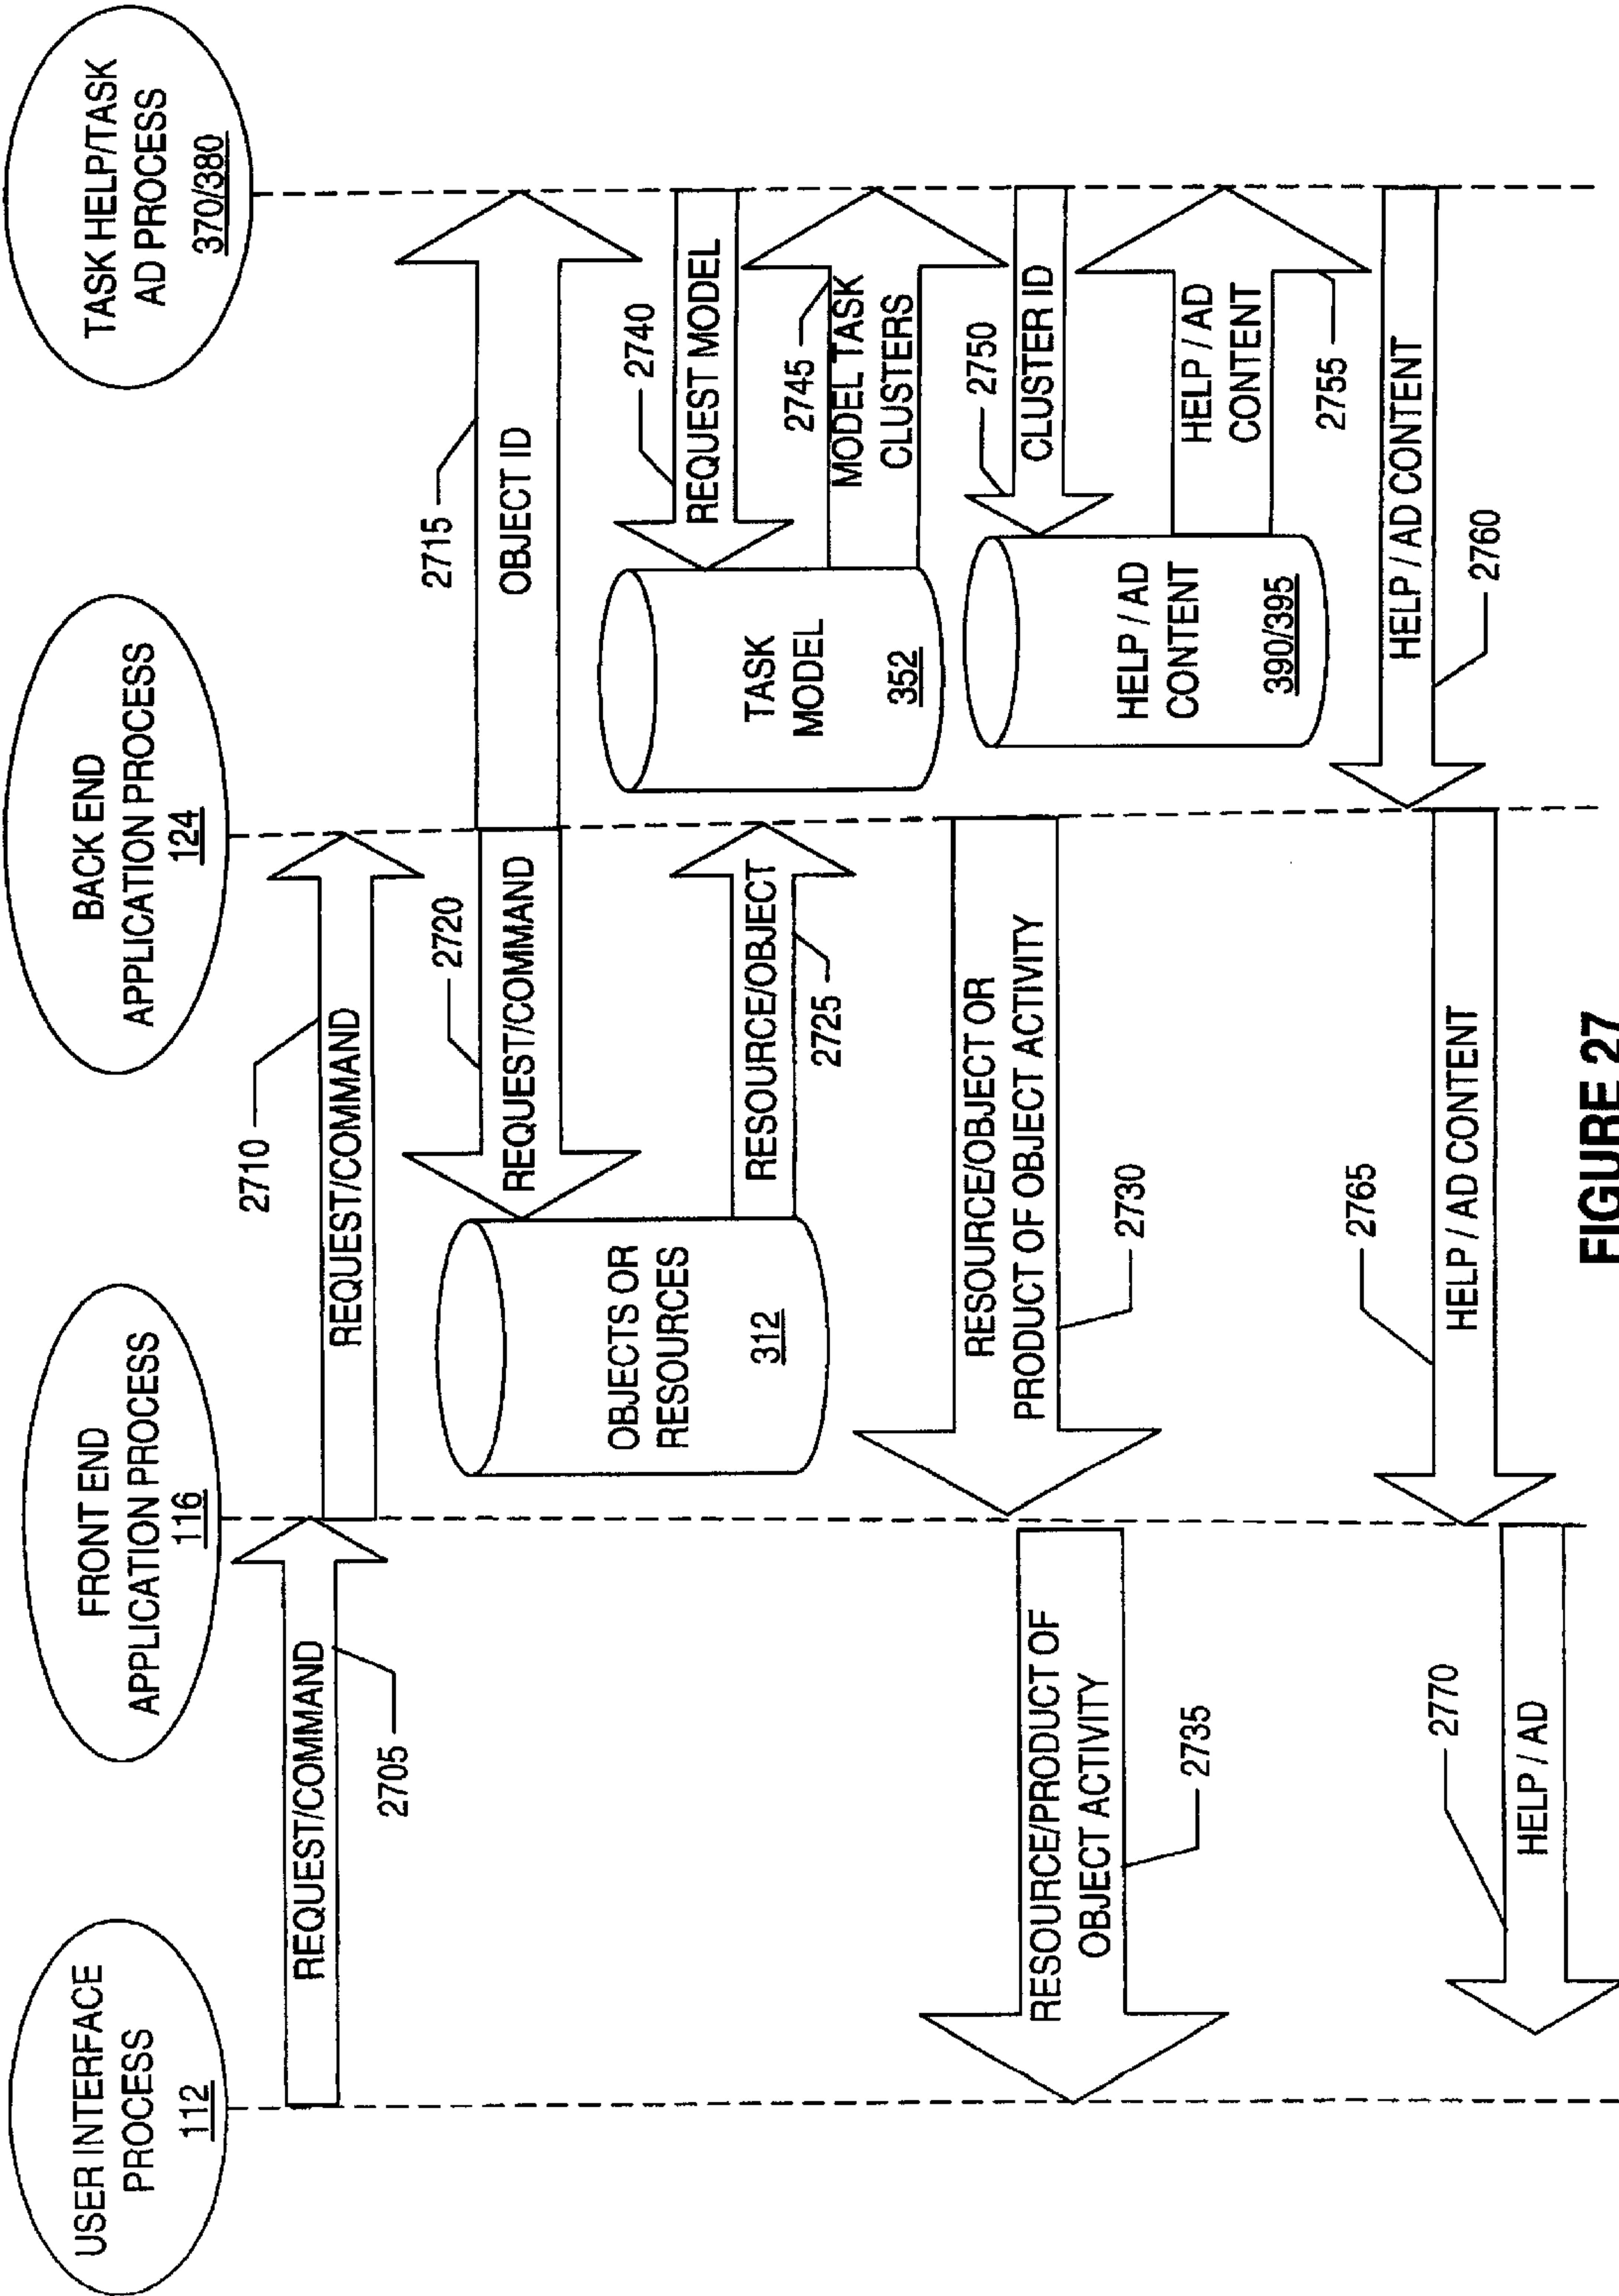 USER INTERFACE
PROCESS
112
FRONT END
APPLICATION PROCESS
116
BACK END
APPLICATION PROCESS
124
TASK HELP/TASK
AD PROCESS
370/380
REQUEST/COMMAND
2705
2710
REQUEST/COMMAND
2715
OBJECT ID
2720
REQUEST/COMMAND
OBJECTS OR
RESOURCES
312
RESOURCE/OBJECT
2725
2740
REQUEST MODEL
TASK
MODEL
352
2745
MODEL TASK
CLUSTERS
RESOURCE/OBJECT OR
PRODUCT OF OBJECT ACTIVITY
2730
RESOURCE/PRODUCT OF
OBJECT ACTIVITY
2735
2750
CLUSTER ID
HELP / AD
CONTENT
390/395
HELP / AD
CONTENT
2755
HELP / AD CONTENT
2760
2765
HELP / AD CONTENT
2770
HELP / AD
FIGURE 27